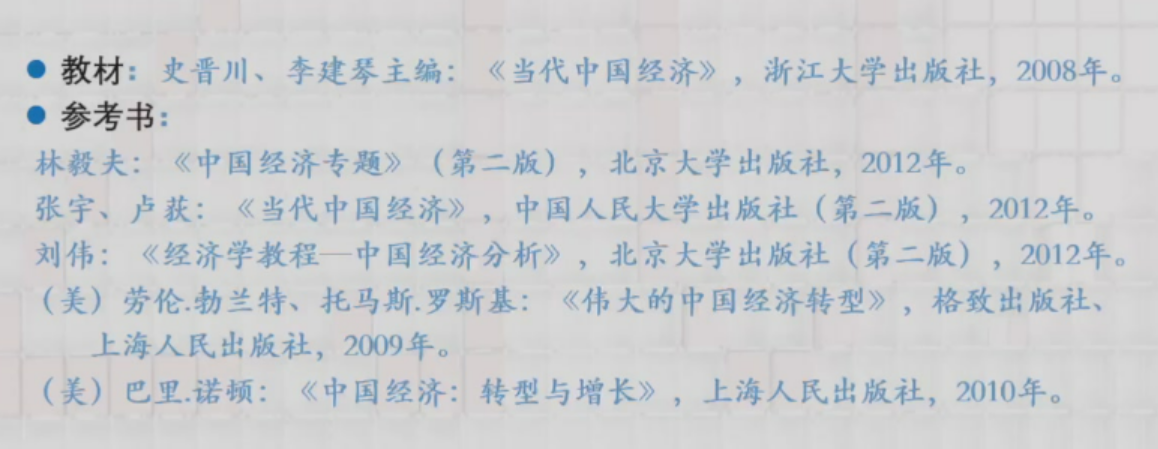 ● 教材：史晋川、李建琴主编：《当代中国经济》，浙江大学出版社，2008年。
● 参考书：
林毅夫：《中国经济专题》（第二版），北京大学出版社，2012年。
张宇、卢荻：《当代中国经济》，中国人民大学出版社（第二版），2012年。
刘伟：《经济学教程—中国经济分析》，北京大学出版社（第二版），2012年。
（美）劳伦.勃兰特、托马斯.罗斯基：《伟大的中国经济转型》，格致出版社、
上海人民出版社，2009年。
（美）巴里.诺顿：《中国经济：转型与增长》，上海人民出版社，2010年。